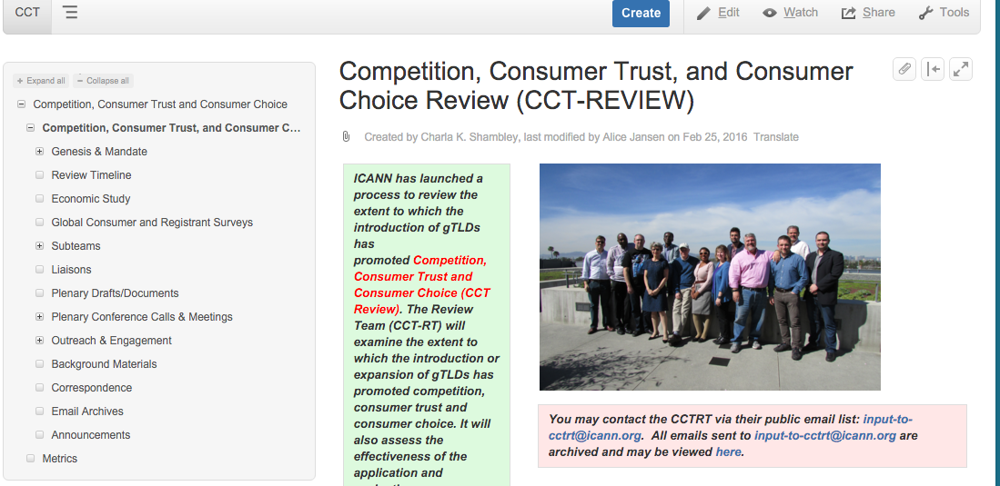 CCT
Create
Edit
Watch
Share
Tools
Expand all
Collapse all
Competition, Consumer Trust and Consumer Choice
Competition, Consumer Trust, and Consumer C...
Genesis & Mandate
Review Timeline
Economic Study
Global Consumer and Registrant Surveys
Subteams
Liaisons
Plenary Drafts/Documents
Plenary Conference Calls & Meetings
Outreach & Engagement
Background Materials
Correspondence
Email Archives
Announcements
Metrics
Competition, Consumer Trust, and Consumer
Choice Review (CCT-REVIEW)
Created by Charla K. Shambley, last modified by Alice Jansen on Feb 25, 2016 Translate
ICANN has launched a
process to review the
extent to which the
introduction of gTLDs
has
promoted Competition,
Consumer Trust and
Consumer Choice (CCT
Review). The Review
Team (CCT-RT) will
examine the extent to
which the introduction or
expansion of gTLDs has
promoted competition,
consumer trust and
consumer choice. It will
also assess the
effectiveness of the
application and
You may contact the CCTRT via their public email list: input-to-
cctrt@icann.org. All emails sent to input-to-cctrt@icann.org are
archived and may be viewed here.